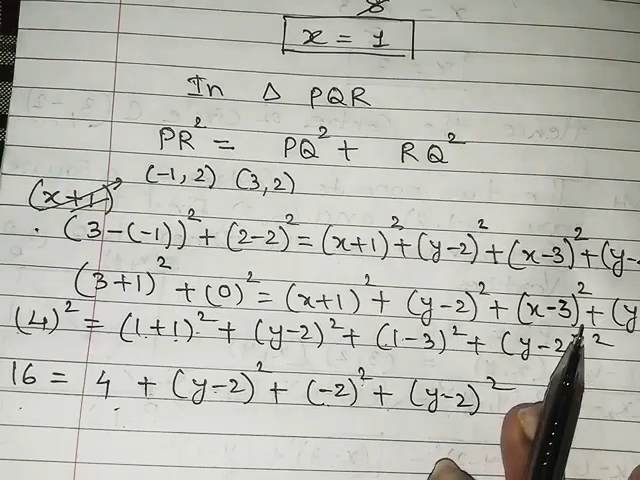 x = 1
In Δ PQR
PR² = PQ² + RQ²
(x+1) (-1, 2) (3, 2)
(3-(-1))² + (2-2)² = (x+1)² + (y-2)² + (x-3)² + (y-
(3+1)² + (0)² = (x+1)² + (y-2)² + (x-3)² + (y
(4)² = (1+1)² + (y-2)² + (1-3)² + (y-2)²
16 = 4 + (y-2)² + (-2)² + (y-2)²